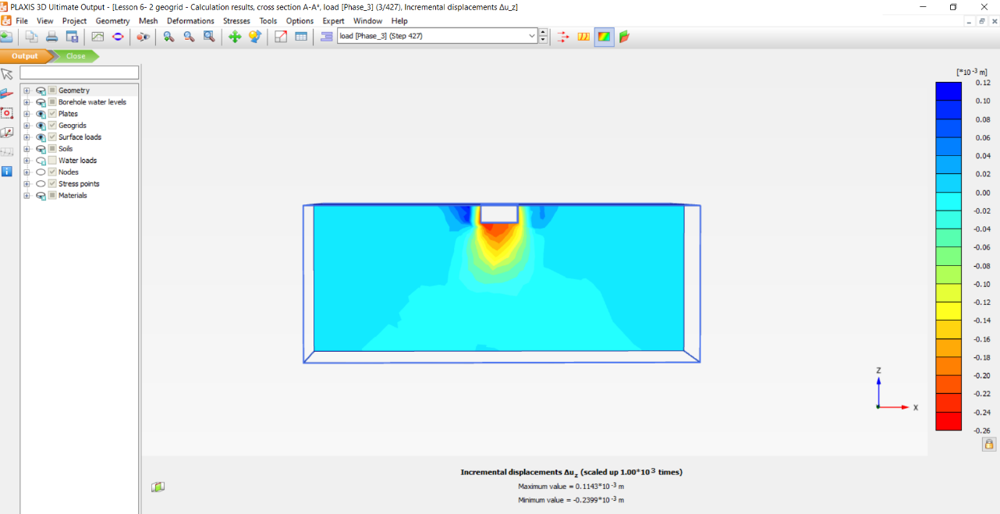 PLAXIS 3D Ultimate Output - [Lesson 6- 2 geogrid - Calculation results, cross section A-A*, load [Phase_3] (3/427), Incremental displacements Δu_z]
File View Project Geometry Mesh Deformations Stresses Tools Options Expert Window Help
load [Phase_3] (Step 427)
Output Close
Geometry
Borehole water levels
Plates
Geogrids
Surface loads
Soils
Water loads
Nodes
Stress points
Materials
[*10 -3 m]
0.12
0.10
0.08
0.06
0.04
0.02
0.00
-0.02
-0.04
-0.06
-0.08
-0.10
-0.12
-0.14
-0.16
-0.18
-0.20
-0.22
-0.24
-0.26
Z
X
Incremental displacements Δuz (scaled up 1.00*10 3 times)
Maximum value = 0.1143*10 -3 m
Minimum value = -0.2399*10 -3 m